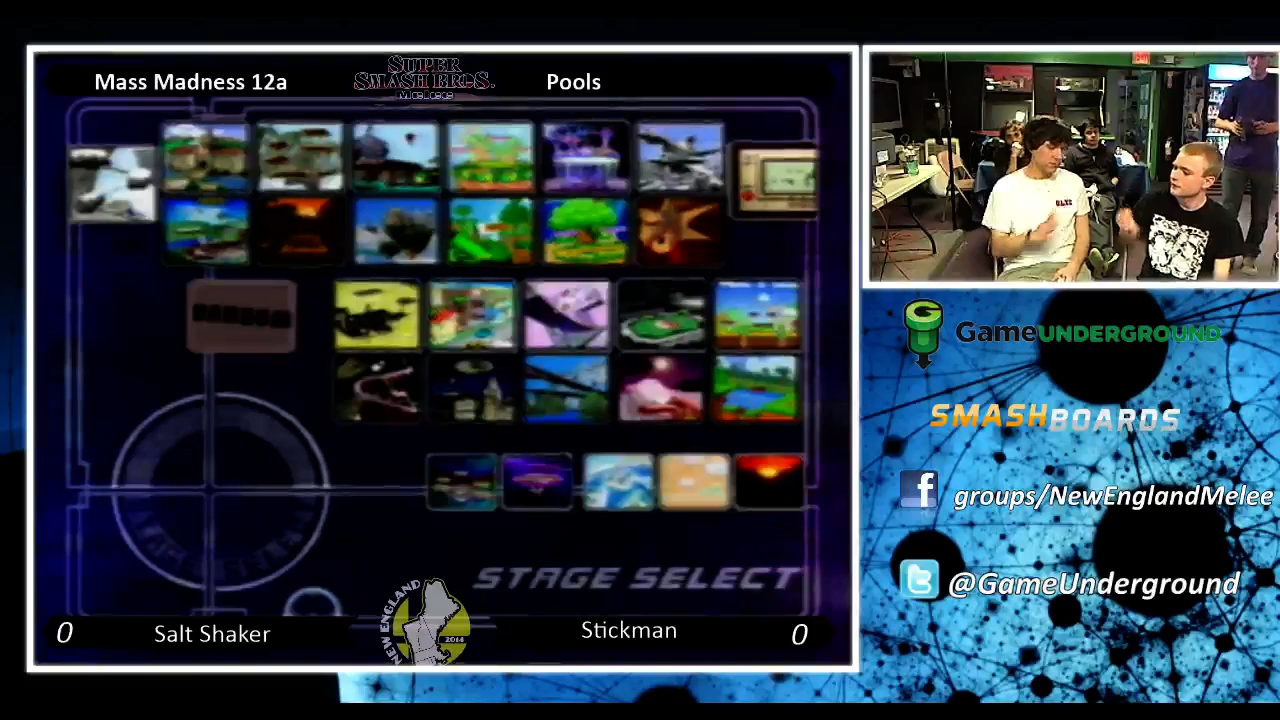 Mass Madness 12a
SUPER
SMASH BROS.
Melee
Pools
RANDOM
STAGE SELECT
0
Salt Shaker
NEW ENGLAND
2014
Stickman
0
GameUNDERGROUND
SMASHBOARDS
f groups/NewEnglandMelee
t @GameUnderground